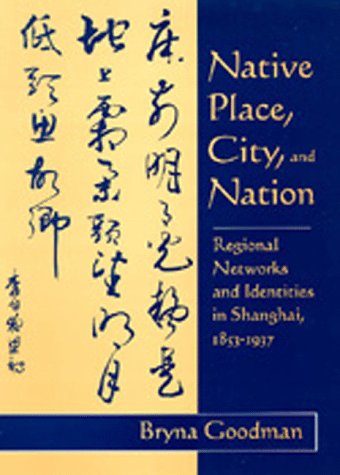 床前明月光疑是
地上霜舉頭望明月
低頭思故鄉
Native
Place,
City, and
Nation
Regional
Networks
and Identities
in Shanghai,
1853-1937
Bryna Goodman